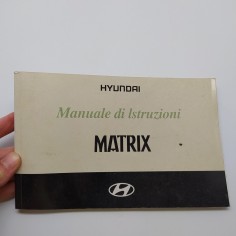 HYUNDAI
Manuale di Istruzioni
MATRIX